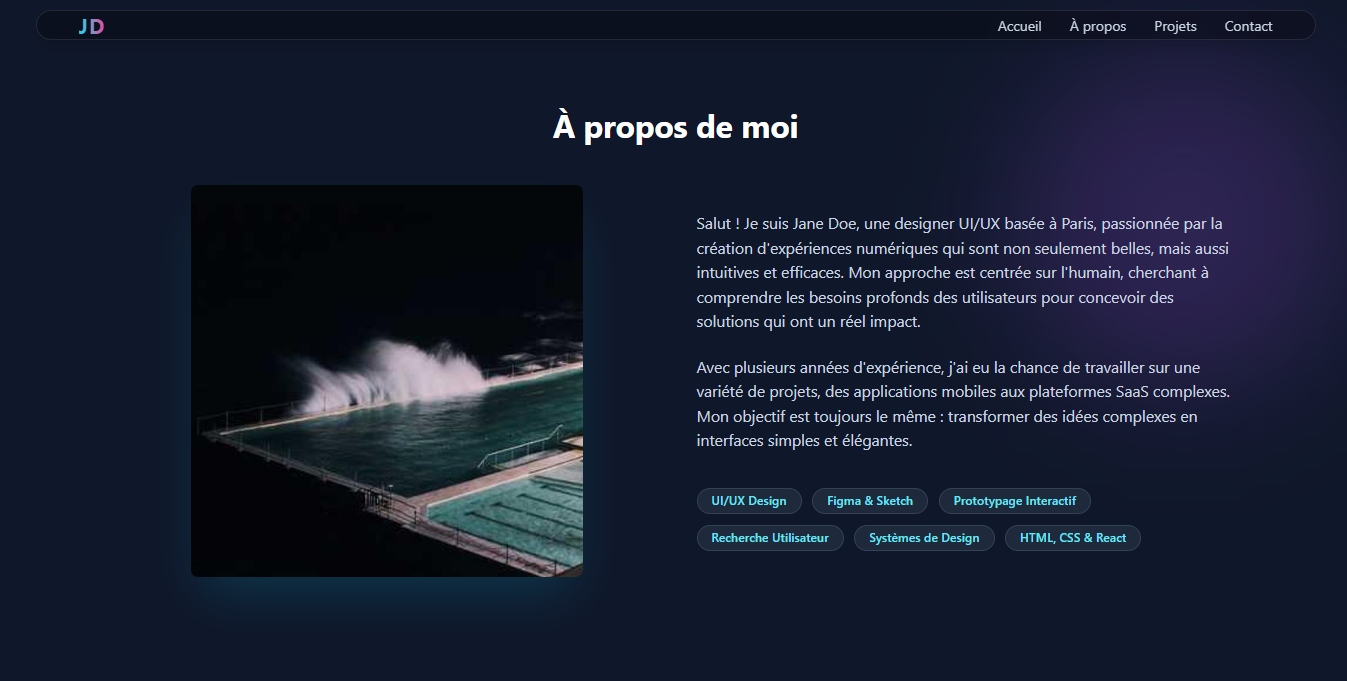 JD
Accueil À propos Projets Contact
À propos de moi
Salut ! Je suis Jane Doe, une designer UI/UX basée à Paris, passionnée par la
création d'expériences numériques qui sont non seulement belles, mais aussi
intuitives et efficaces. Mon approche est centrée sur l'humain, cherchant à
comprendre les besoins profonds des utilisateurs pour concevoir des
solutions qui ont un réel impact.
Avec plusieurs années d'expérience, j'ai eu la chance de travailler sur une
variété de projets, des applications mobiles aux plateformes SaaS complexes.
Mon objectif est toujours le même : transformer des idées complexes en
interfaces simples et élégantes.
UI/UX Design Figma & Sketch Prototypage Interactif
Recherche Utilisateur Systèmes de Design HTML, CSS & React